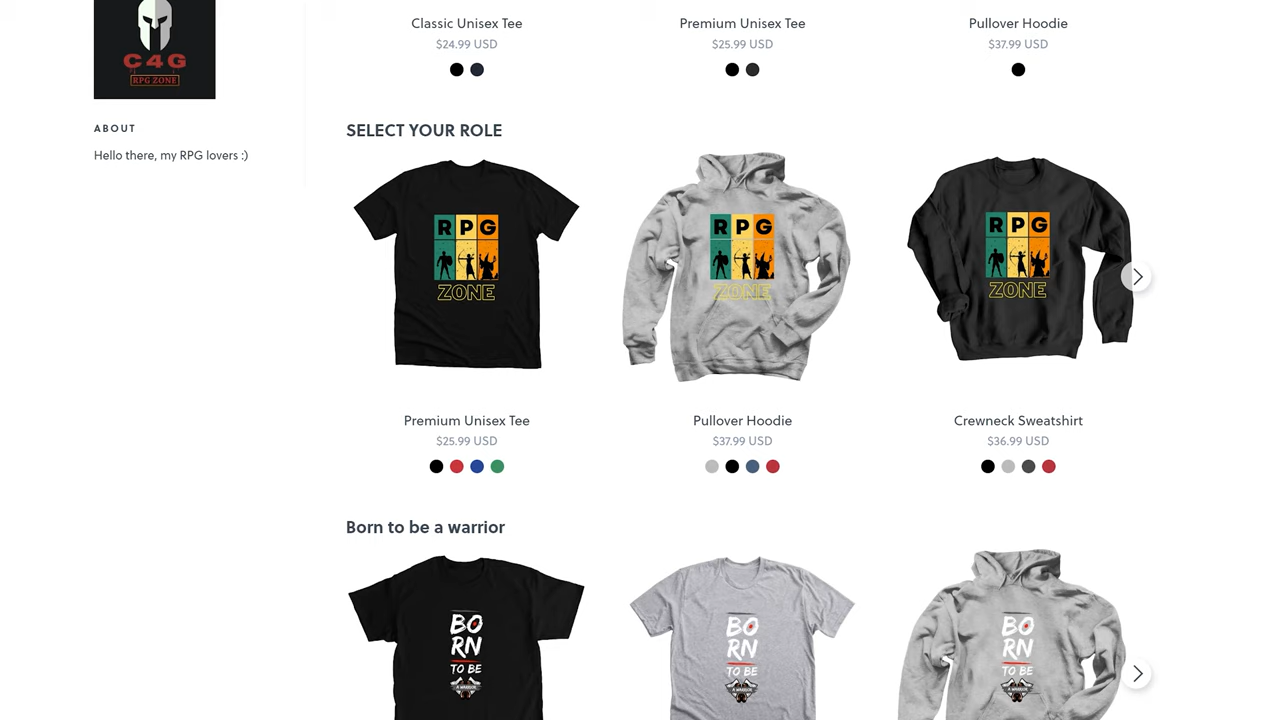 C4G
RPG ZONE
ABOUT
Hello there, my RPG lovers :)
Classic Unisex Tee
$24.99 USD
Premium Unisex Tee
$25.99 USD
Pullover Hoodie
$37.99 USD
SELECT YOUR ROLE
RPG
ZONE
RPG
ZONE
RPG
ZONE
Premium Unisex Tee
$25.99 USD
Pullover Hoodie
$37.99 USD
Crewneck Sweatshirt
$36.99 USD
Born to be a warrior
BO
RN
TO BE
A WARRIOR
BO
RN
TO BE
A WARRIOR
BO
RN
TO BE
A WARRIOR